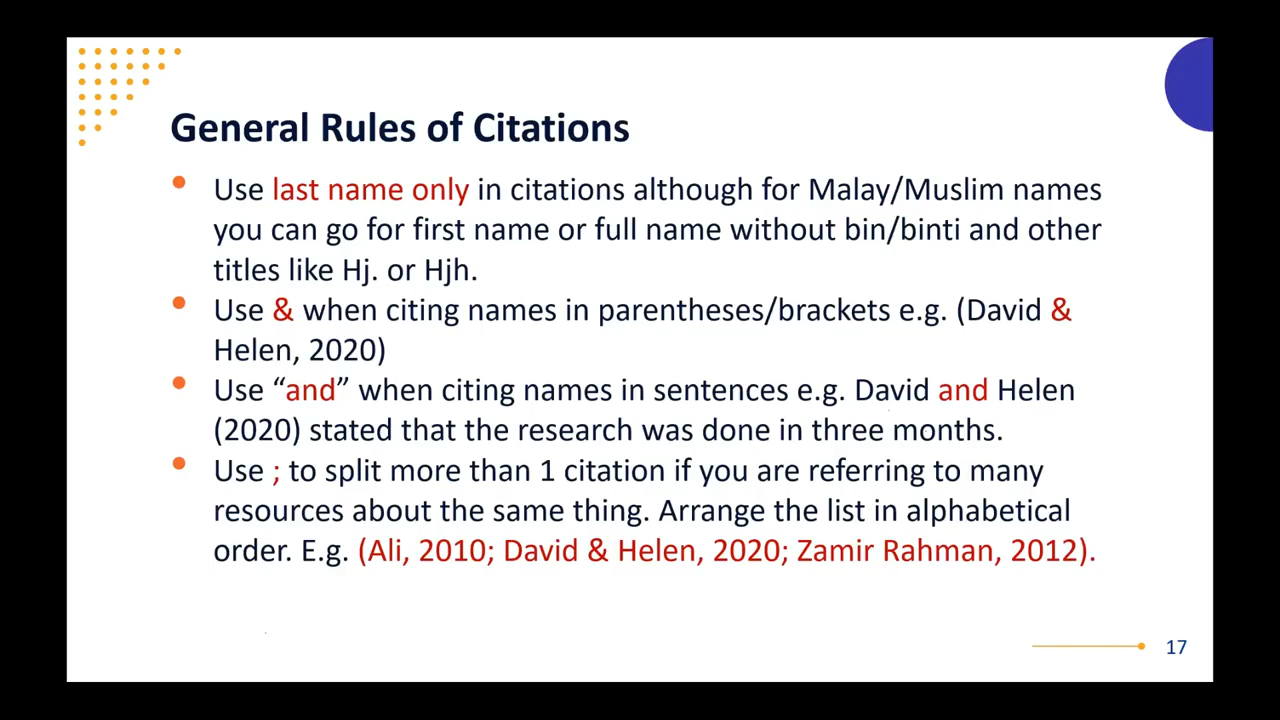 General Rules of Citations
• Use last name only in citations although for Malay/Muslim names
you can go for first name or full name without bin/binti and other
titles like Hj. or Hjh.
• Use & when citing names in parentheses/brackets e.g. (David &
Helen, 2020)
• Use “and” when citing names in sentences e.g. David and Helen
(2020) stated that the research was done in three months.
• Use ; to split more than 1 citation if you are referring to many
resources about the same thing. Arrange the list in alphabetical
order. E.g. (Ali, 2010; David & Helen, 2020; Zamir Rahman, 2012).
17